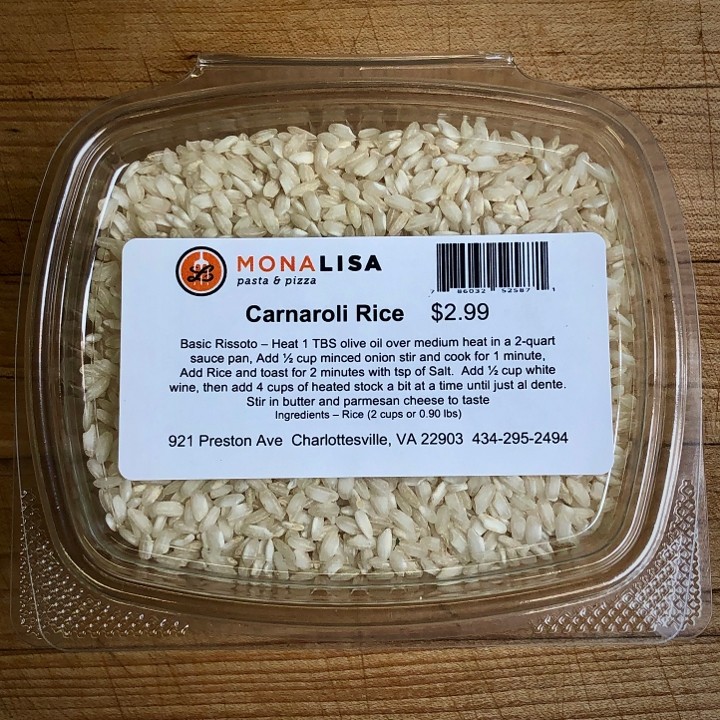 MONALISA
pasta & pizza
7 86032 52587 1
Carnaroli Rice $2.99
Basic Rissoto – Heat 1 TBS olive oil over medium heat in a 2-quart
sauce pan, Add ½ cup minced onion stir and cook for 1 minute,
Add Rice and toast for 2 minutes with tsp of Salt. Add ½ cup white
wine, then add 4 cups of heated stock a bit at a time until just al dente.
Stir in butter and parmesan cheese to taste
Ingredients – Rice (2 cups or 0.90 lbs)
921 Preston Ave Charlottesville, VA 22903 434-295-2494